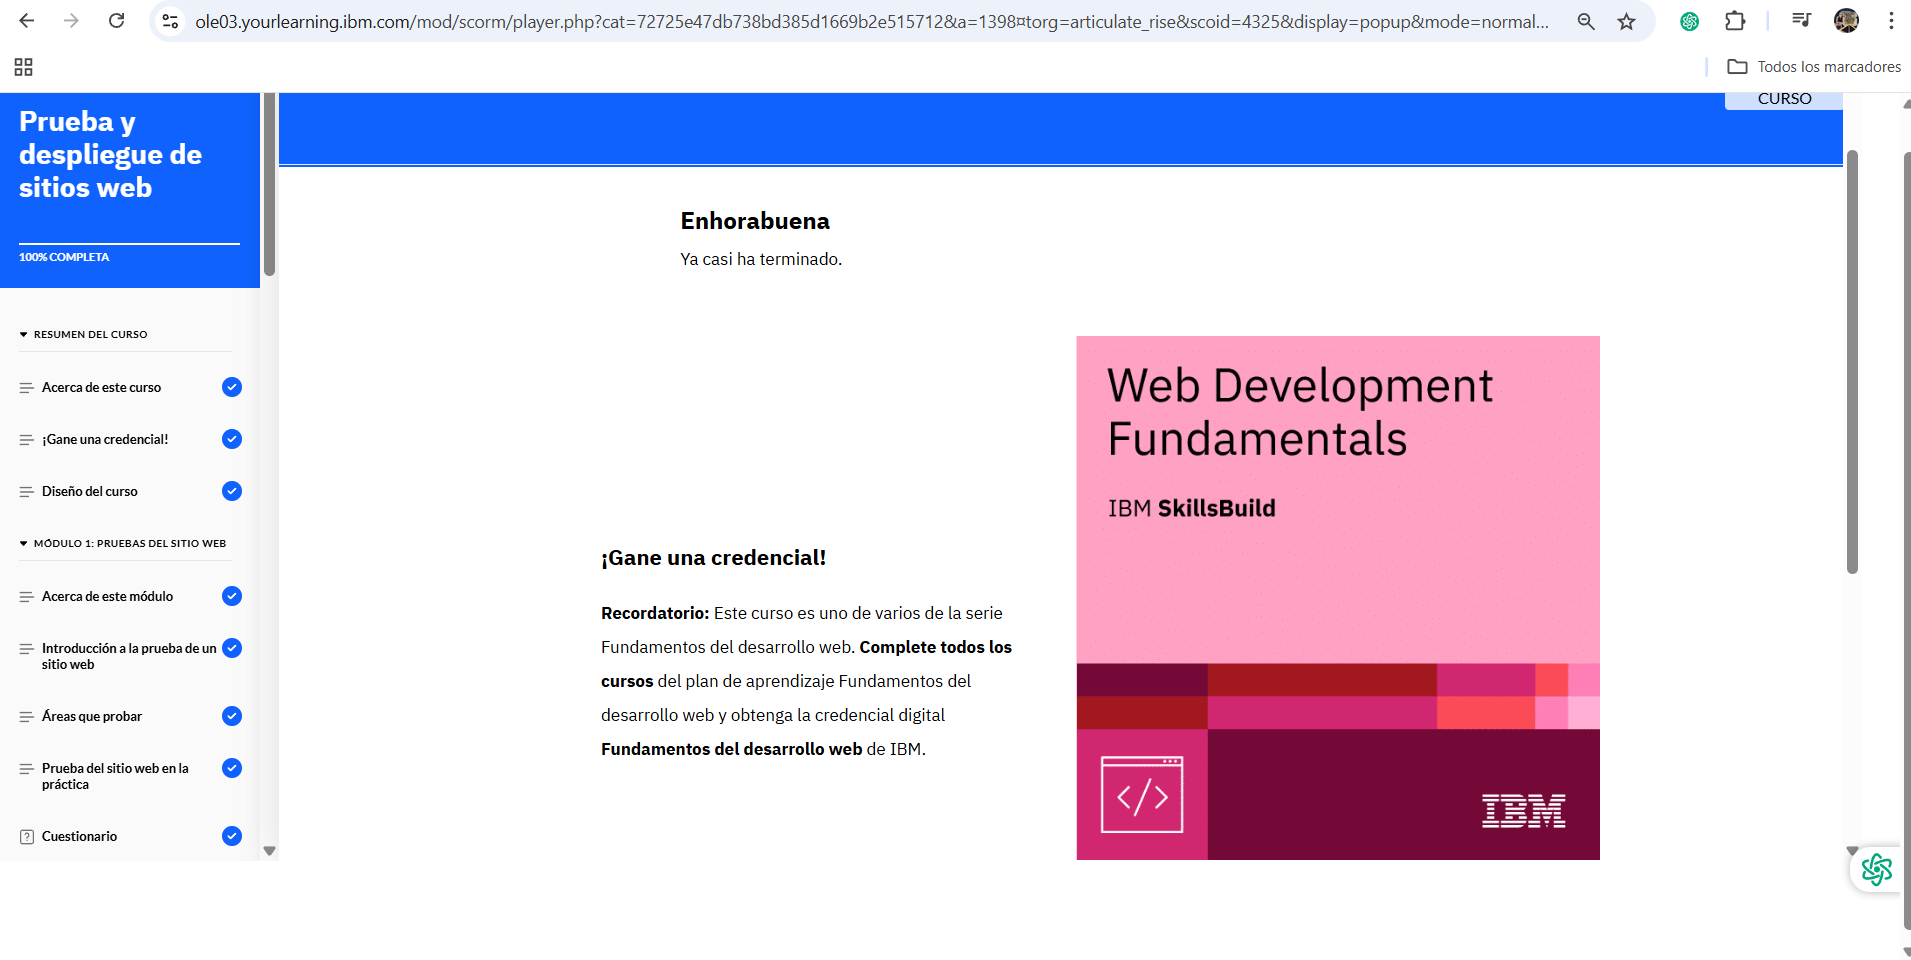 ole03.yourlearning.ibm.com/mod/scorm/player.php?cat=72725e47db738bd385d1669b2e515712&a=1398¤torg=articulate_rise&scoid=4325&display=popup&mode=normal...
Todos los marcadores
Prueba y
despliegue de
sitios web
100% COMPLETA
RESUMEN DEL CURSO
Acerca de este curso
¡Gane una credencial!
Diseño del curso
MÓDULO 1: PRUEBAS DEL SITIO WEB
Acerca de este módulo
Introducción a la prueba de un
sitio web
Áreas que probar
Prueba del sitio web en la
práctica
Cuestionario
CURSO
Enhorabuena
Ya casi ha terminado.
¡Gane una credencial!
Recordatorio: Este curso es uno de varios de la serie
Fundamentos del desarrollo web. Complete todos los
cursos del plan de aprendizaje Fundamentos del
desarrollo web y obtenga la credencial digital
Fundamentos del desarrollo web de IBM.
Web Development
Fundamentals
IBM SkillsBuild
</>
IBM